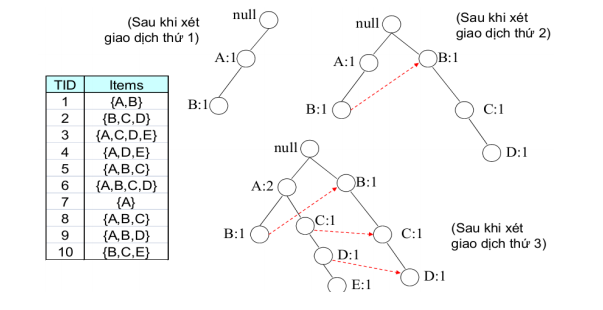 (Sau khi xét
giao dịch thứ 1)
null
A:1
B:1
null
(Sau khi xét
giao dịch thứ 2)
A:1
B:1
B:1
C:1
D:1
TID Items
1 {A,B}
2 {B,C,D}
3 {A,C,D,E}
4 {A,D,E}
5 {A,B,C}
6 {A,B,C,D}
7 {A}
8 {A,B,C}
9 {A,B,D}
10 {B,C,E}
null
A:2
B:1
B:1
C:1
C:1
D:1
D:1
E:1
(Sau khi xét
giao dịch thứ 3)